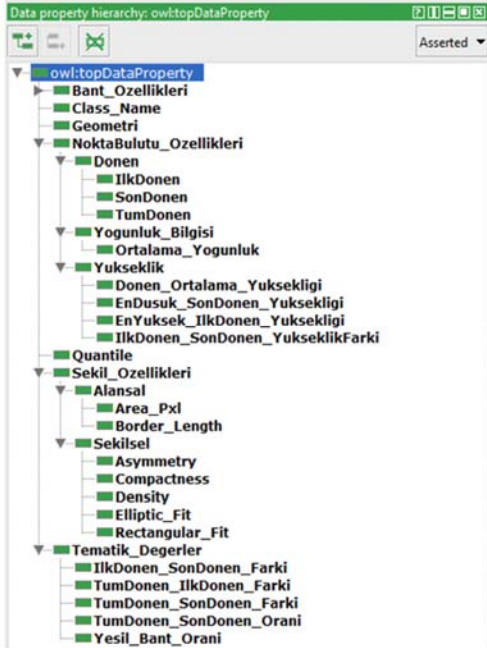 Data property hierarchy: owl:topDataProperty
Asserted
owl:topDataProperty
Bant_Ozellikleri
Class_Name
Geometri
NoktaBulutu_Ozellikleri
Donen
IlkDonen
SonDonen
TumDonen
Yogunluk_Bilgisi
Ortalama_Yogunluk
Yukseklik
Donen_Ortalama_Yuksekligi
EnDusuk_SonDonen_Yuksekligi
EnYuksek_IlkDonen_Yuksekligi
IlkDonen_SonDonen_YukseklikFarki
Quantile
Sekil_Ozellikleri
Alansal
Area_Pxl
Border_Length
Sekilsel
Asymmetry
Compactness
Density
Elliptic_Fit
Rectangular_Fit
Tematik_Degerler
IlkDonen_SonDonen_Farki
TumDonen_IlkDonen_Farki
TumDonen_SonDonen_Farki
TumDonen_SonDonen_Orani
Yesil_Bant_Orani